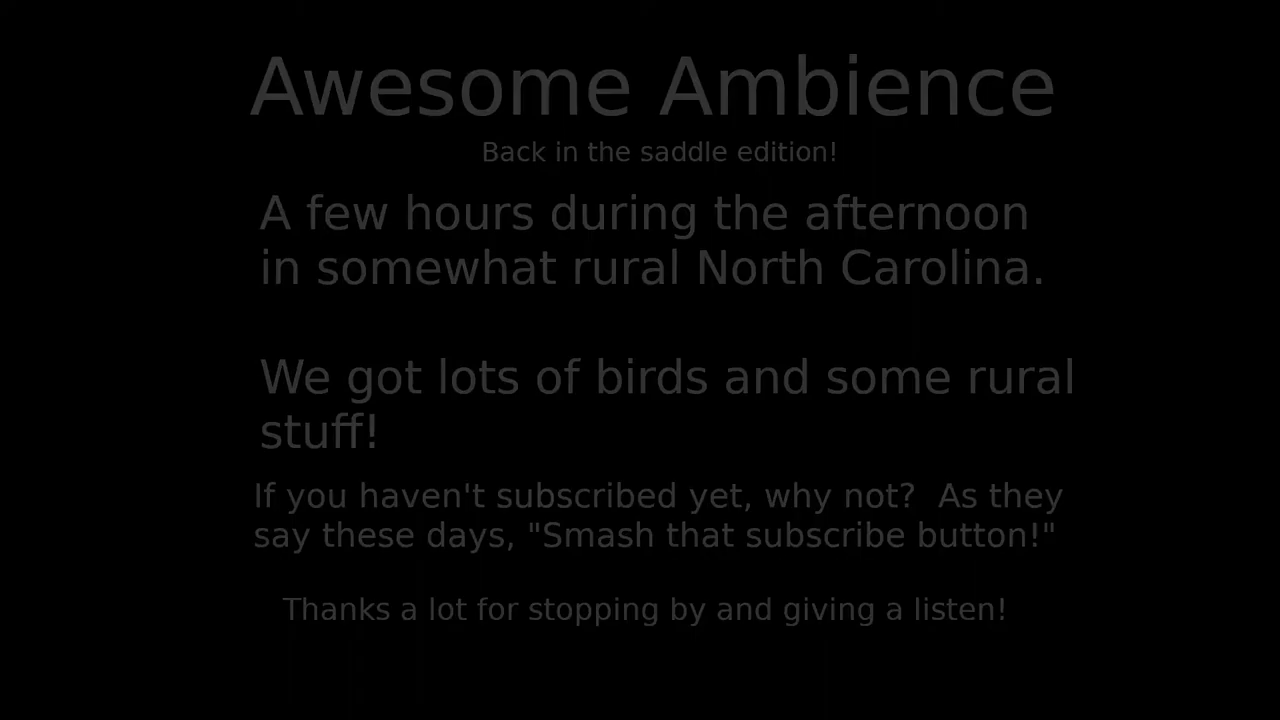 Awesome Ambience
Back in the saddle edition!
A few hours during the afternoon
in somewhat rural North Carolina.
We got lots of birds and some rural
stuff!
If you haven't subscribed yet, why not?  As they
say these days, "Smash that subscribe button!"
Thanks a lot for stopping by and giving a listen!